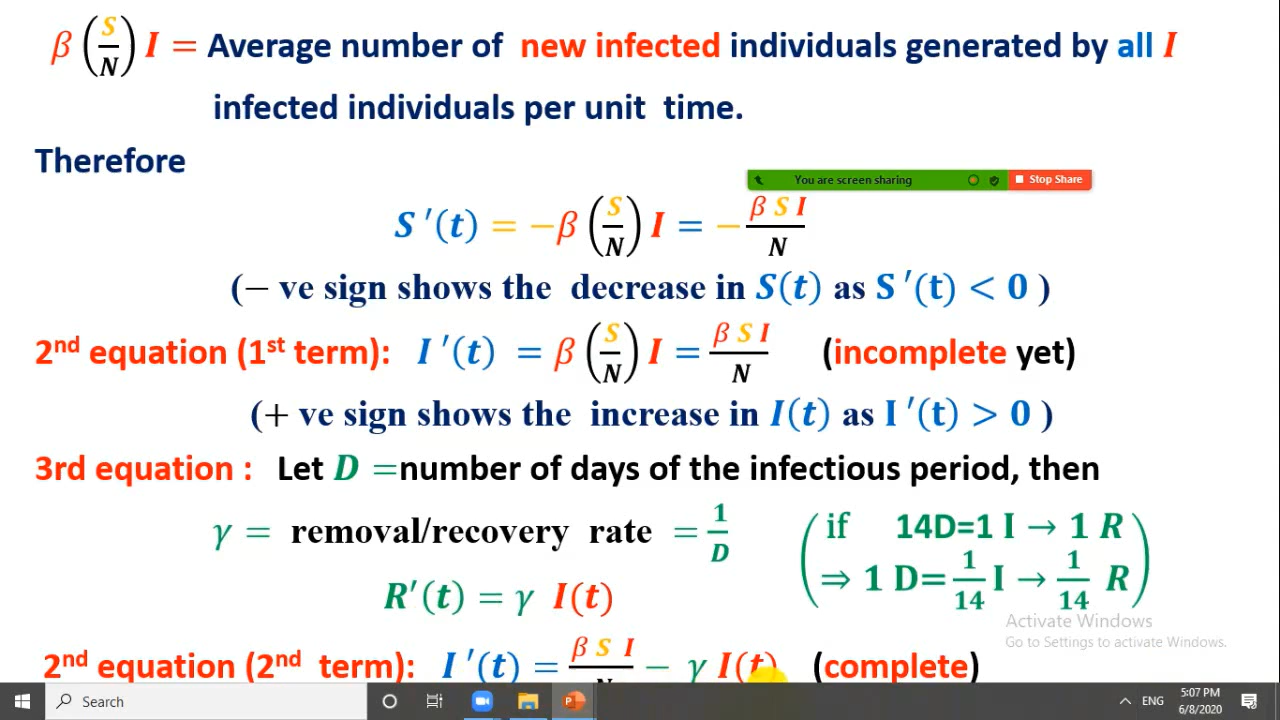 β (S/N) I = Average number of new infected individuals generated by all I
infected individuals per unit time.
Therefore
You are screen sharing Stop Share
S ′(t) = −β (S/N) I = − β S I / N
(− ve sign shows the decrease in S(t) as S ′(t) < 0 )
2nd equation (1st term): I ′(t) = β (S/N) I = β S I / N (incomplete yet)
(+ ve sign shows the increase in I(t) as I ′(t) > 0 )
3rd equation : Let D =number of days of the infectious period, then
γ = removal/recovery rate = 1/D
(if 14D=1 I → 1 R
⇒ 1 D= 1/14 I → 1/14 R)
R′(t) = γ I(t)
Activate Windows
Go to Settings to activate Windows.
2nd equation (2nd term): I ′(t) = β S I / N − γ I(t) (complete)
Search
ENG
5:07 PM
6/8/2020